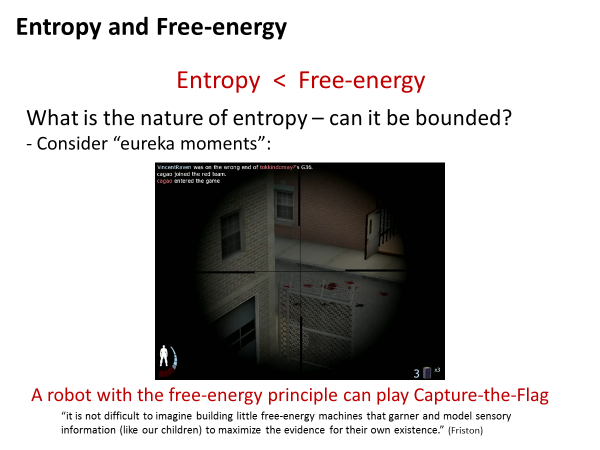 Entropy and Free-energy
Entropy < Free-energy
What is the nature of entropy – can it be bounded?
- Consider “eureka moments”:
VincentRaven was on the wrong end of tokkindcmay?'s G36.
cagao joined the red team.
cagao entered the game
3 x3
A robot with the free-energy principle can play Capture-the-Flag
“it is not difficult to imagine building little free-energy machines that garner and model sensory
information (like our children) to maximize the evidence for their own existence.” (Friston)